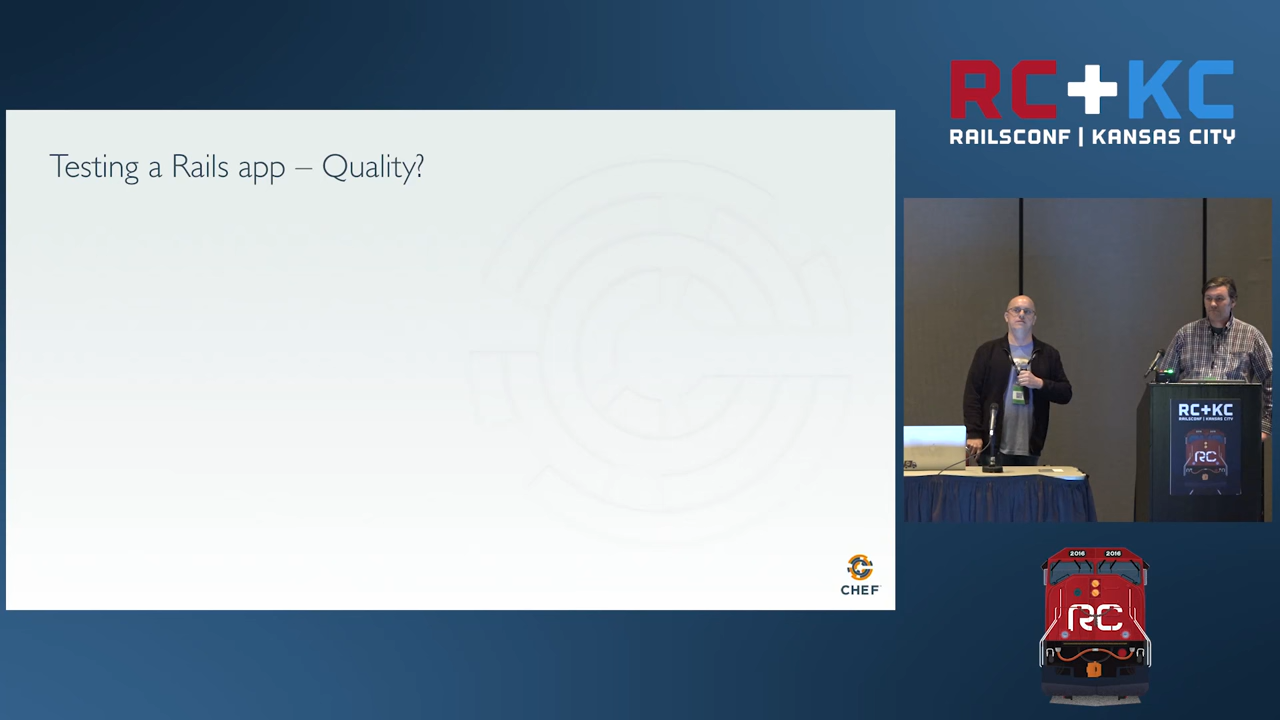 Testing a Rails app – Quality?
CHEF
RC+KC
RAILSCONF | KANSAS CITY
RC+KC
RAILSCONF | KANSAS CITY
RC
2016 2016
RC